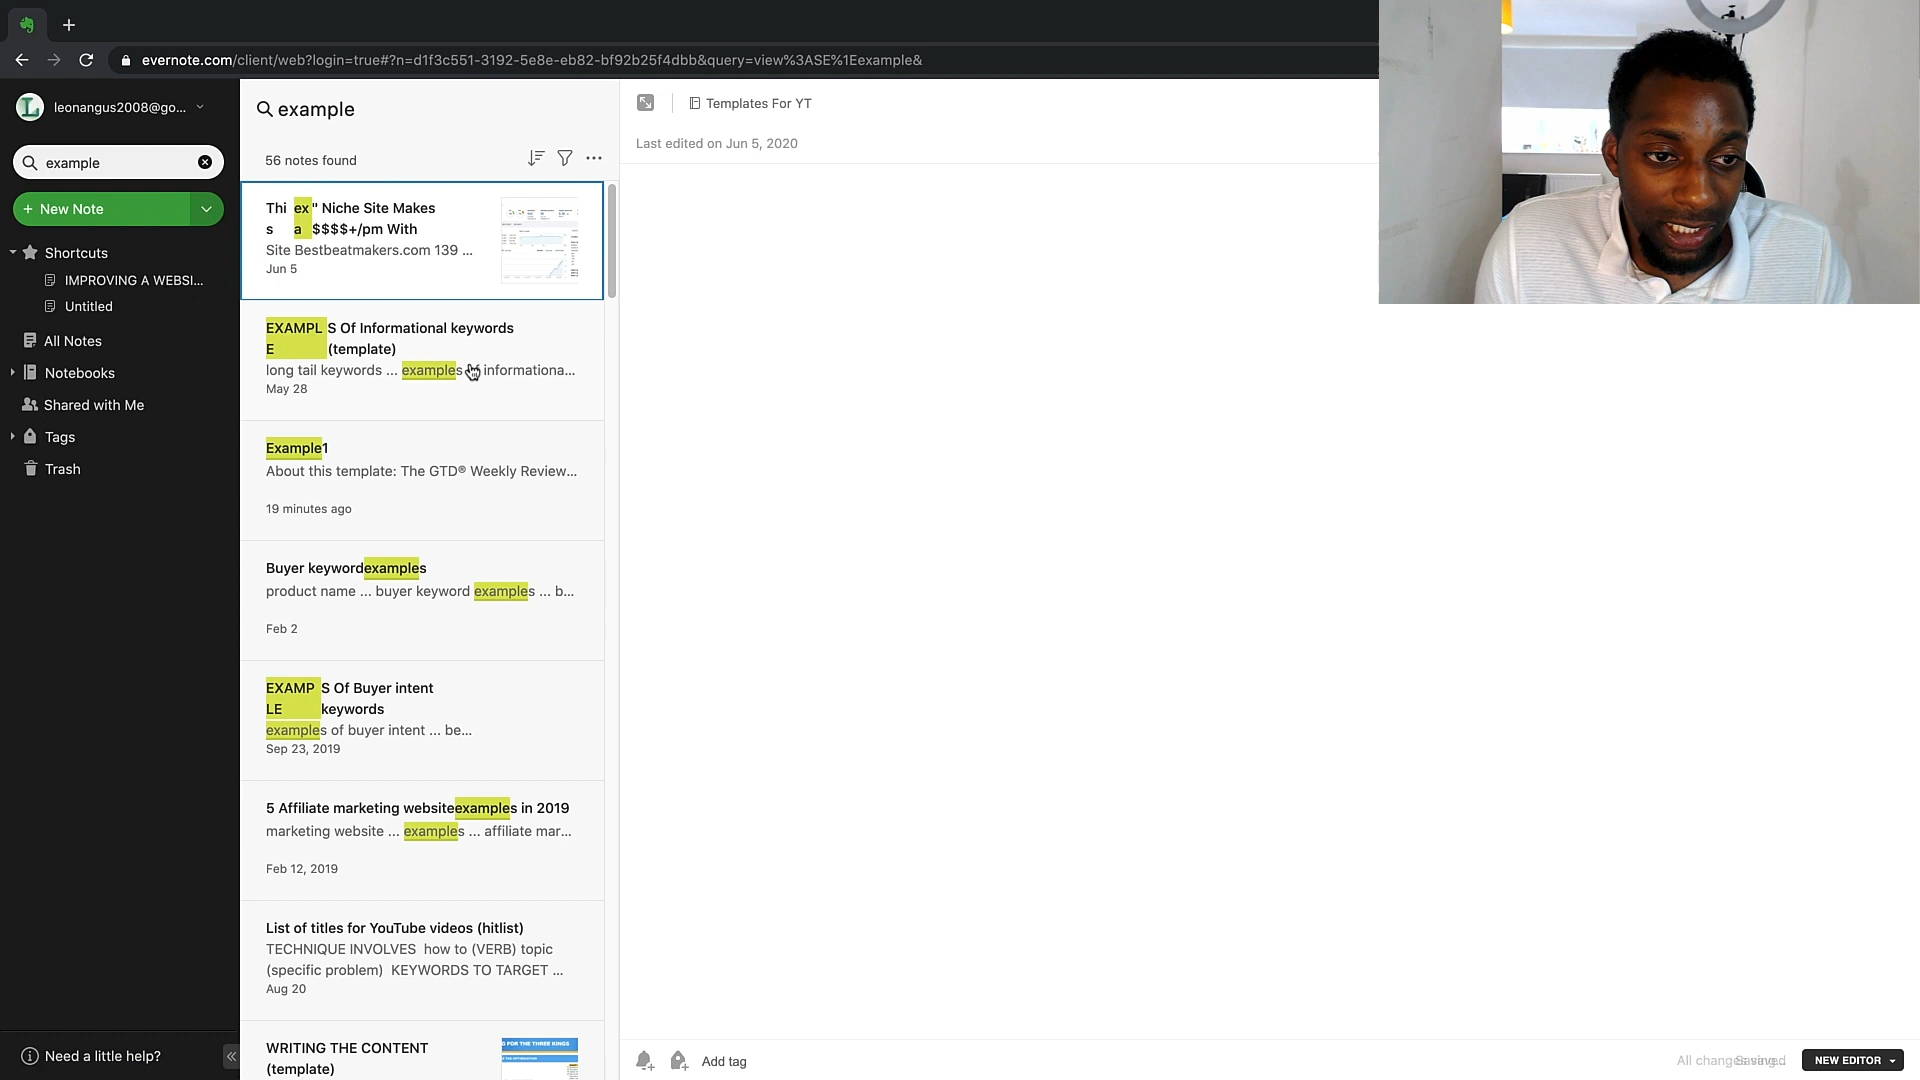 evernote.com/client/web?login=true#?n=d1f3c551-3192-5e8e-eb82-bf92b25f4dbb&query=view%3ASE%1Eexample&
leonangus2008@go...
example
+ New Note
Shortcuts
IMPROVING A WEBSI...
Untitled
All Notes
Notebooks
Shared with Me
Tags
Trash
Need a little help?
example
56 notes found
Thi ex " Niche Site Makes
s a $$$$+/pm With
Site Bestbeatmakers.com 139 ...
Jun 5
EXAMPL S Of Informational keywords
E (template)
long tail keywords ... examples informationa...
May 28
Example1
About this template: The GTD® Weekly Review...
19 minutes ago
Buyer keywordexamples
product name ... buyer keyword examples ... b...
Feb 2
EXAMP S Of Buyer intent
LE keywords
examples of buyer intent ... be...
Sep 23, 2019
5 Affiliate marketing websiteexamples in 2019
marketing website ... examples ... affiliate mar...
Feb 12, 2019
List of titles for YouTube videos (hitlist)
TECHNIQUE INVOLVES how to (VERB) topic
(specific problem) KEYWORDS TO TARGET ...
Aug 20
WRITING THE CONTENT
(template)
G FOR THE THREE KINGS
Templates For YT
Last edited on Jun 5, 2020
Add tag
All changes
NEW EDITOR